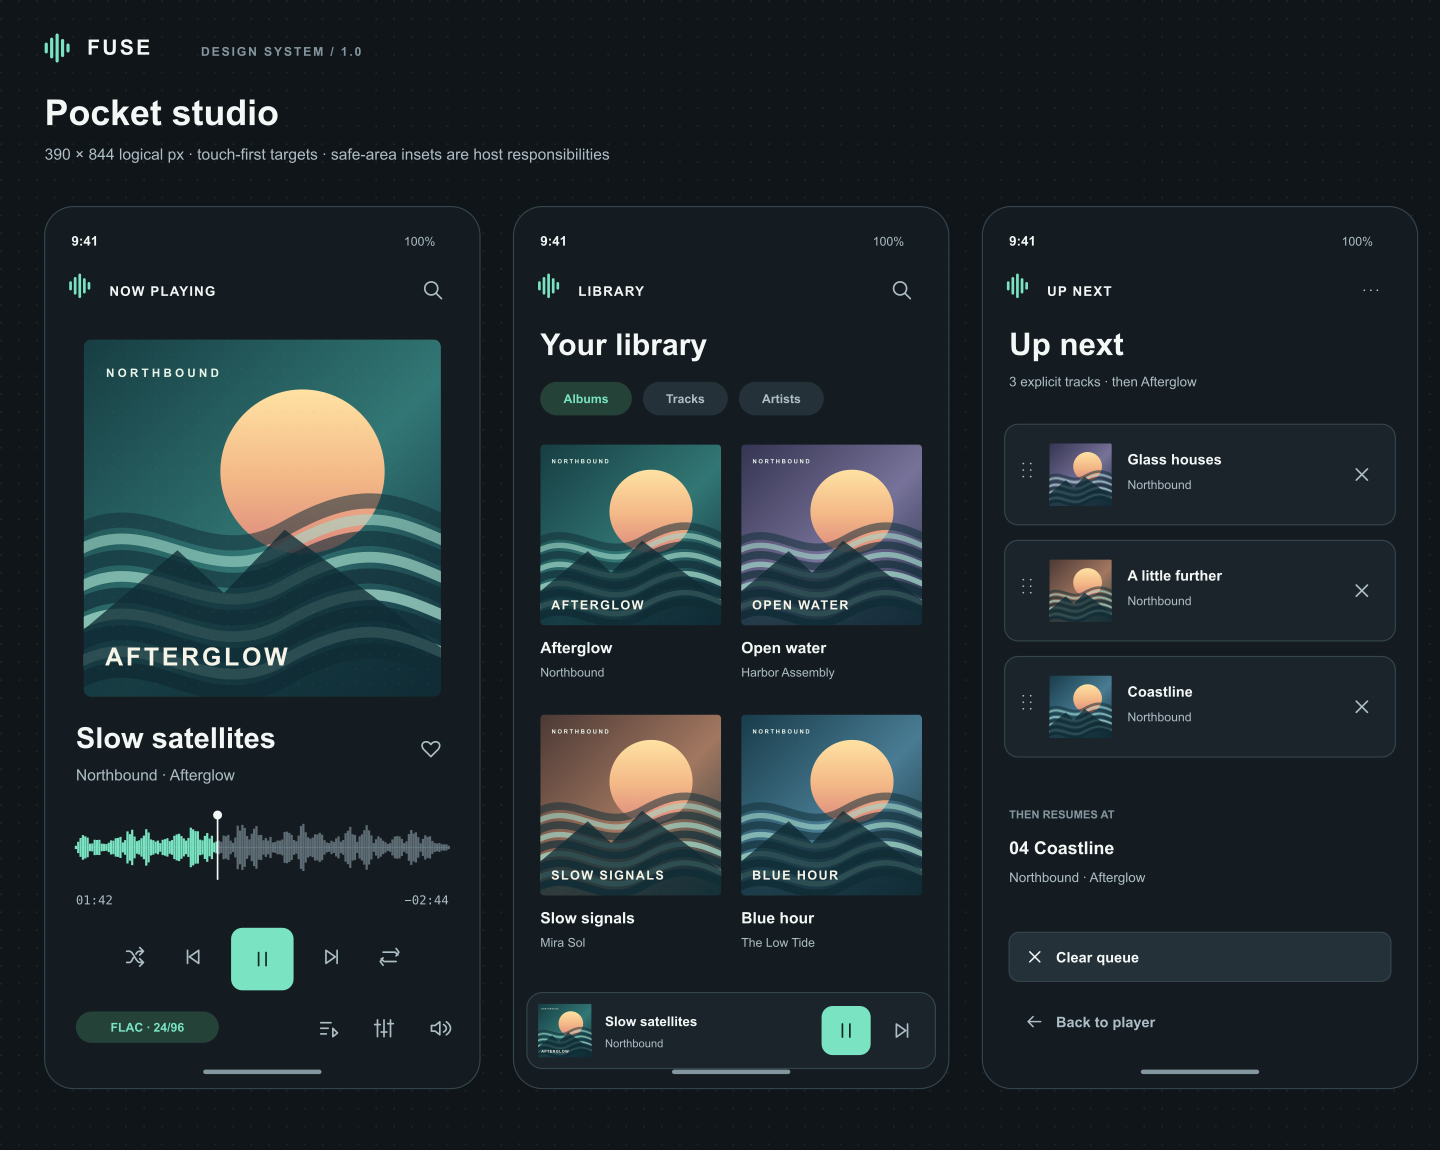 FUSE
DESIGN SYSTEM / 1.0
Pocket studio
390 × 844 logical px · touch-first targets · safe-area insets are host responsibilities
9:41
100%
NOW PLAYING
NORTHBOUND
AFTERGLOW
Slow satellites
Northbound · Afterglow
01:42
−02:44
FLAC · 24/96
9:41
100%
LIBRARY
Your library
Albums
Tracks
Artists
NORTHBOUND
AFTERGLOW
Afterglow
Northbound
NORTHBOUND
OPEN WATER
Open water
Harbor Assembly
NORTHBOUND
SLOW SIGNALS
Slow signals
Mira Sol
NORTHBOUND
BLUE HOUR
Blue hour
The Low Tide
AFTERGLOW
Slow satellites
Northbound
9:41
100%
UP NEXT
Up next
3 explicit tracks · then Afterglow
Glass houses
Northbound
A little further
Northbound
Coastline
Northbound
THEN RESUMES AT
04 Coastline
Northbound · Afterglow
Clear queue
Back to player